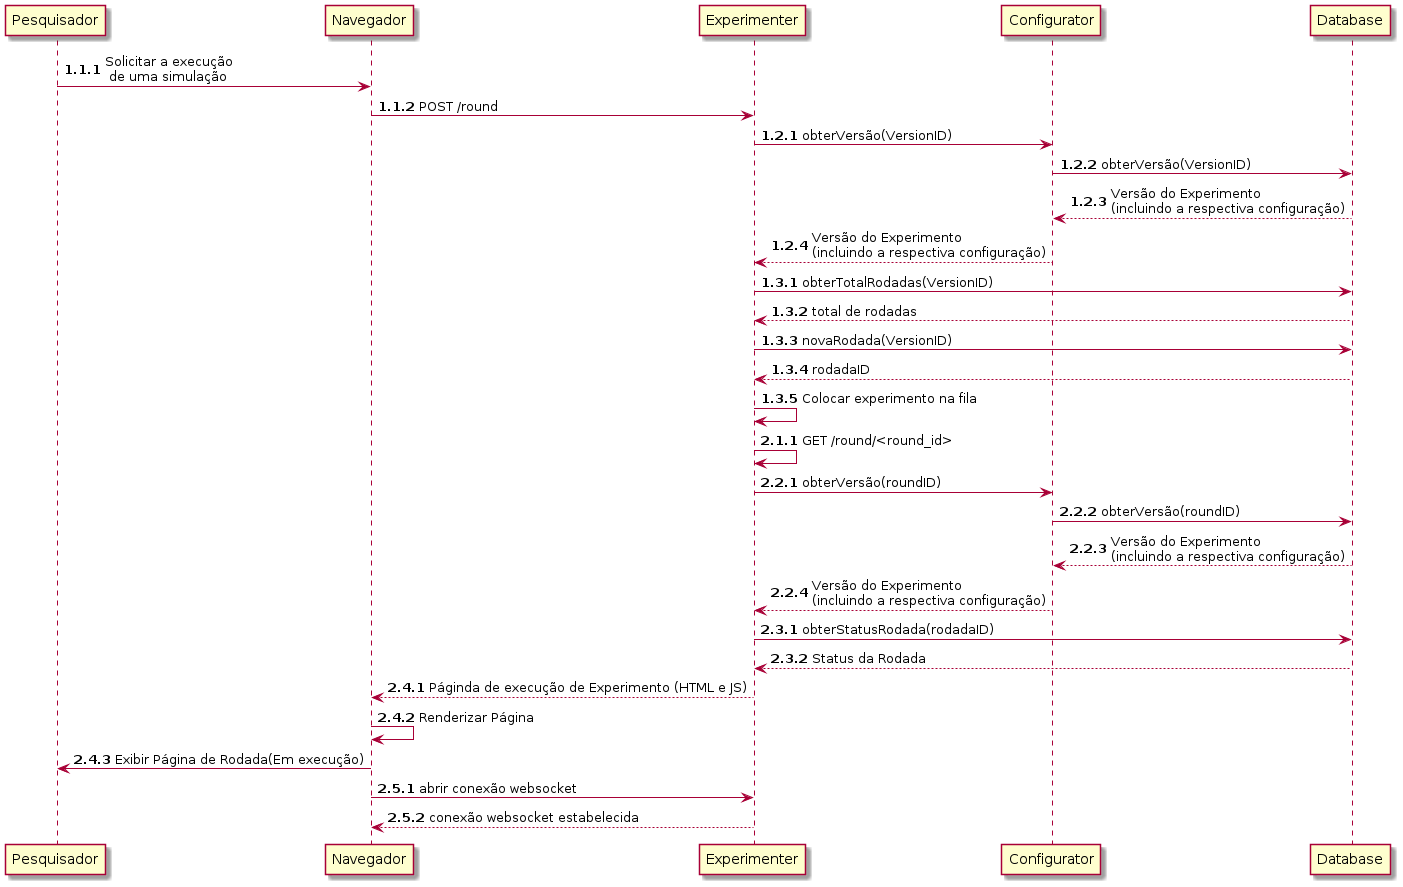 Pesquisador Navegador Experimenter Configurator Database
1.1.1 Solicitar a execução
de uma simulação
1.1.2 POST /round
1.2.1 obterVersão(VersionID)
1.2.2 obterVersão(VersionID)
1.2.3 Versão do Experimento
(incluindo a respectiva configuração)
1.2.4 Versão do Experimento
(incluindo a respectiva configuração)
1.3.1 obterTotalRodadas(VersionID)
1.3.2 total de rodadas
1.3.3 novaRodada(VersionID)
1.3.4 rodadaID
1.3.5 Colocar experimento na fila
2.1.1 GET /round/<round_id>
2.2.1 obterVersão(roundID)
2.2.2 obterVersão(roundID)
2.2.3 Versão do Experimento
(incluindo a respectiva configuração)
2.2.4 Versão do Experimento
(incluindo a respectiva configuração)
2.3.1 obterStatusRodada(rodadaID)
2.3.2 Status da Rodada
2.4.1 Páginda de execução de Experimento (HTML e JS)
2.4.2 Renderizar Página
2.4.3 Exibir Página de Rodada(Em execução)
2.5.1 abrir conexão websocket
2.5.2 conexão websocket estabelecida
Pesquisador Navegador Experimenter Configurator Database